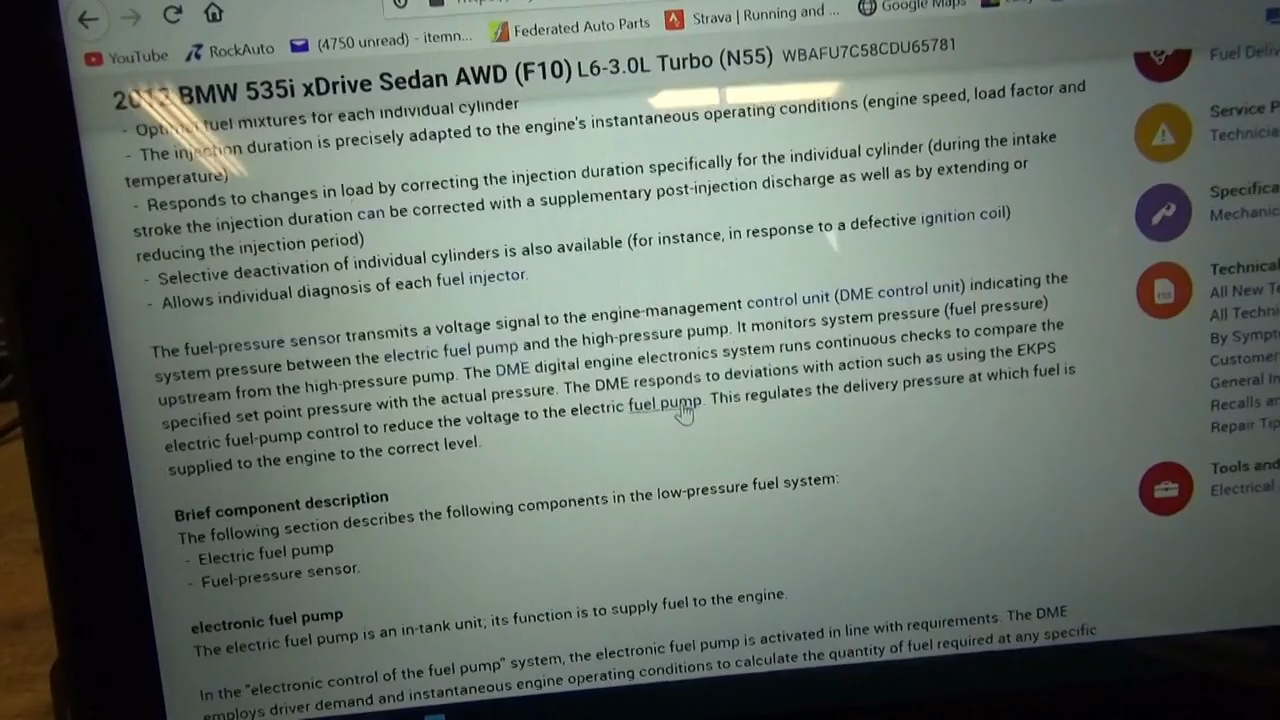 YouTube RockAuto (4750 unread) - itemn... Federated Auto Parts Strava | Running and ... Google Maps
BMW 535i xDrive Sedan AWD (F10) L6-3.0L Turbo (N55) WBAFU7C58CDU65781
fuel mixtures for each individual cylinder
- The injection duration is precisely adapted to the engine's instantaneous operating conditions (engine speed, load factor and
temperature)
- Responds to changes in load by correcting the injection duration specifically for the individual cylinder (during the intake
stroke the injection duration can be corrected with a supplementary post-injection discharge as well as by extending or
reducing the injection period)
- Selective deactivation of individual cylinders is also available (for instance, in response to a defective ignition coil)
- Allows individual diagnosis of each fuel injector.
The fuel-pressure sensor transmits a voltage signal to the engine-management control unit (DME control unit) indicating the
system pressure between the electric fuel pump and the high-pressure pump. It monitors system pressure (fuel pressure)
upstream from the high-pressure pump. The DME digital engine electronics system runs continuous checks to compare the
specified set point pressure with the actual pressure. The DME responds to deviations with action such as using the EKPS
electric fuel-pump control to reduce the voltage to the electric fuel pump. This regulates the delivery pressure at which fuel is
supplied to the engine to the correct level.
Brief component description
The following section describes the following components in the low-pressure fuel system:
- Electric fuel pump
- Fuel-pressure sensor.
electronic fuel pump
The electric fuel pump is an in-tank unit; its function is to supply fuel to the engine.
In the "electronic control of the fuel pump" system, the electronic fuel pump is activated in line with requirements. The DME
employs driver demand and instantaneous engine operating conditions to calculate the quantity of fuel required at any specific
Fuel Deliv
Service P
Technicia
Specifica
Mechanic
Technical
All New Te
All Techni
By Sympt
Customer
General In
Recalls an
Repair Tip
Tools and
Electrical
TSB